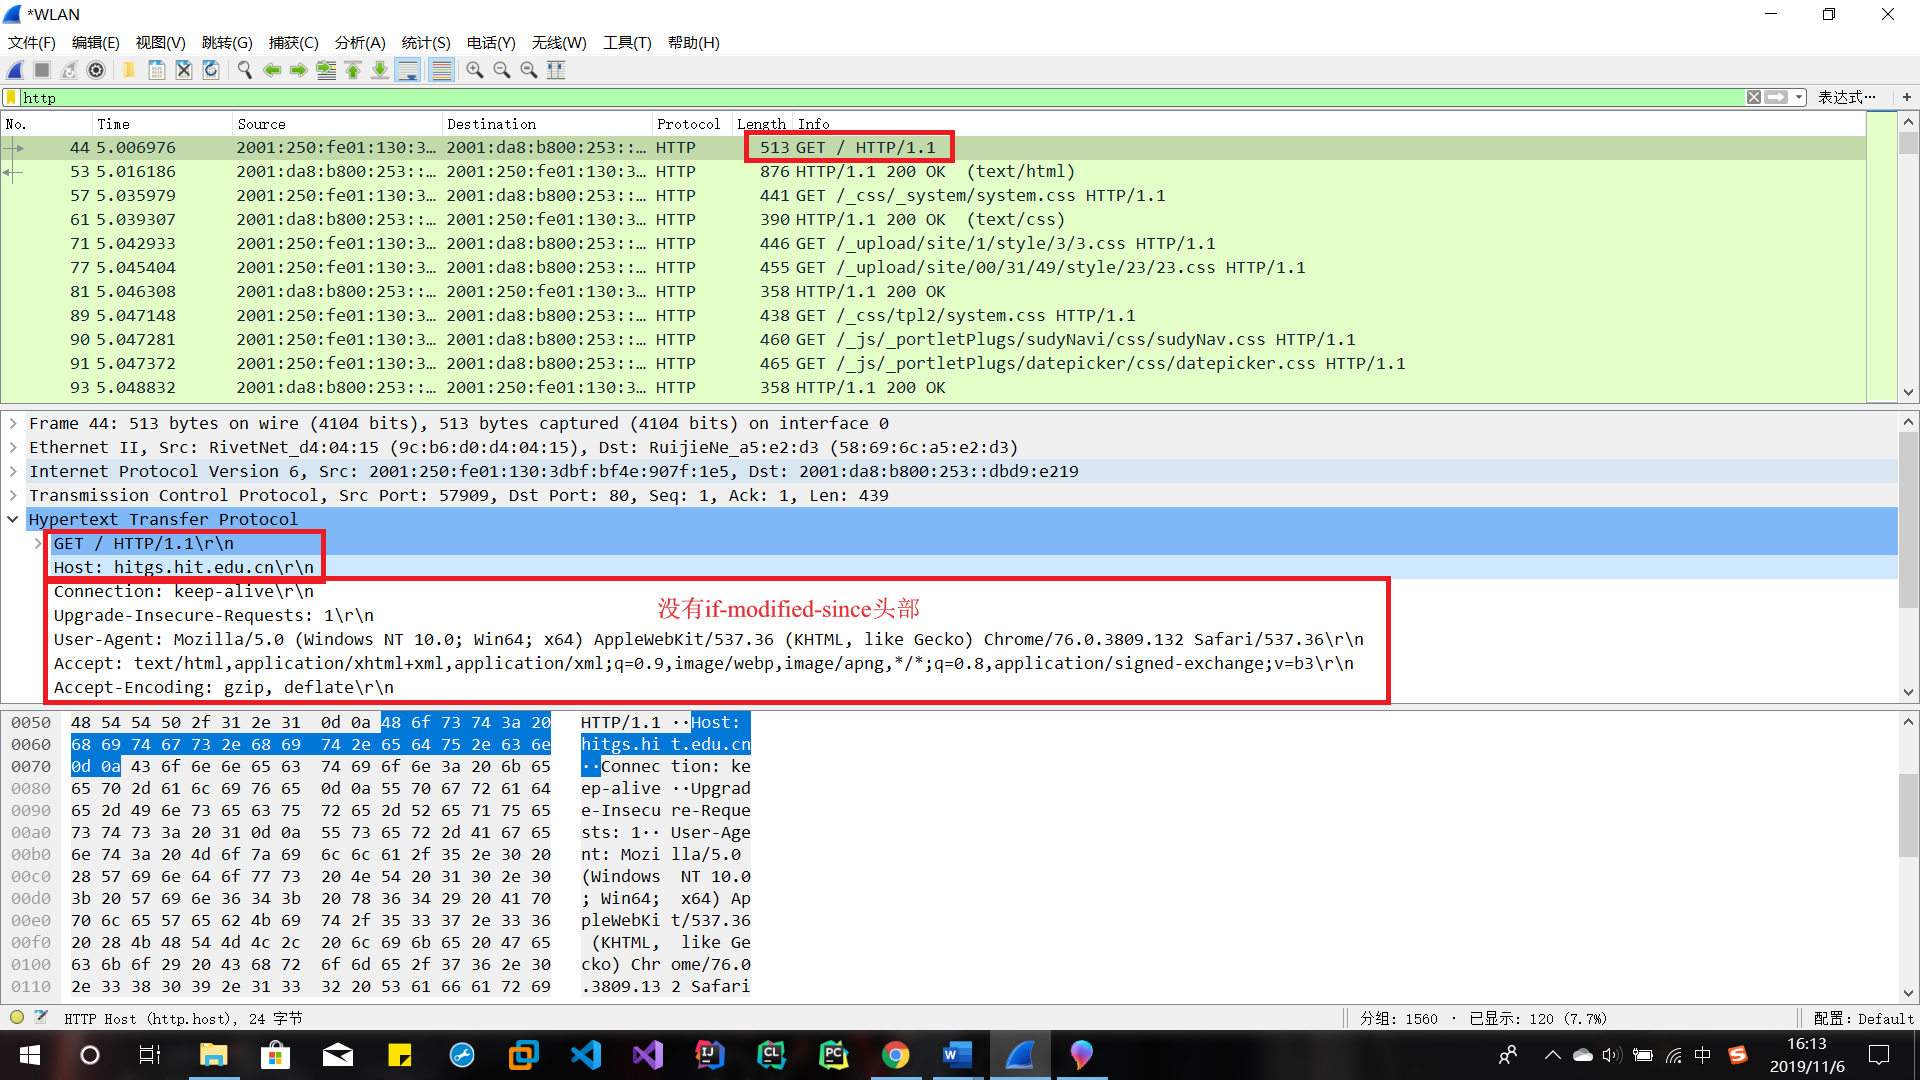 *WLAN
文件(F) 编辑(E) 视图(V) 跳转(G) 捕获(C) 分析(A) 统计(S) 电话(Y) 无线(W) 工具(T) 帮助(H)
http 表达式… +
No. Time Source Destination Protocol Length Info
44 5.006976 2001:250:fe01:130:3… 2001:da8:b800:253::… HTTP 513 GET / HTTP/1.1
53 5.016186 2001:da8:b800:253::… 2001:250:fe01:130:3… HTTP 876 HTTP/1.1 200 OK (text/html)
57 5.035979 2001:250:fe01:130:3… 2001:da8:b800:253::… HTTP 441 GET /_css/_system/system.css HTTP/1.1
61 5.039307 2001:da8:b800:253::… 2001:250:fe01:130:3… HTTP 390 HTTP/1.1 200 OK (text/css)
71 5.042933 2001:250:fe01:130:3… 2001:da8:b800:253::… HTTP 446 GET /_upload/site/1/style/3/3.css HTTP/1.1
77 5.045404 2001:250:fe01:130:3… 2001:da8:b800:253::… HTTP 455 GET /_upload/site/00/31/49/style/23/23.css HTTP/1.1
81 5.046308 2001:da8:b800:253::… 2001:250:fe01:130:3… HTTP 358 HTTP/1.1 200 OK
89 5.047148 2001:250:fe01:130:3… 2001:da8:b800:253::… HTTP 438 GET /_css/tpl2/system.css HTTP/1.1
90 5.047281 2001:250:fe01:130:3… 2001:da8:b800:253::… HTTP 460 GET /_js/_portletPlugs/sudyNavi/css/sudyNav.css HTTP/1.1
91 5.047372 2001:250:fe01:130:3… 2001:da8:b800:253::… HTTP 465 GET /_js/_portletPlugs/datepicker/css/datepicker.css HTTP/1.1
93 5.048832 2001:da8:b800:253::… 2001:250:fe01:130:3… HTTP 358 HTTP/1.1 200 OK
Frame 44: 513 bytes on wire (4104 bits), 513 bytes captured (4104 bits) on interface 0
Ethernet II, Src: RivetNet_d4:04:15 (9c:b6:d0:d4:04:15), Dst: RuijieNe_a5:e2:d3 (58:69:6c:a5:e2:d3)
Internet Protocol Version 6, Src: 2001:250:fe01:130:3dbf:bf4e:907f:1e5, Dst: 2001:da8:b800:253::dbd9:e219
Transmission Control Protocol, Src Port: 57909, Dst Port: 80, Seq: 1, Ack: 1, Len: 439
Hypertext Transfer Protocol
GET / HTTP/1.1\r\n
Host: hitgs.hit.edu.cn\r\n
Connection: keep-alive\r\n
没有if-modified-since头部
Upgrade-Insecure-Requests: 1\r\n
User-Agent: Mozilla/5.0 (Windows NT 10.0; Win64; x64) AppleWebKit/537.36 (KHTML, like Gecko) Chrome/76.0.3809.132 Safari/537.36\r\n
Accept: text/html,application/xhtml+xml,application/xml;q=0.9,image/webp,image/apng,*/*;q=0.8,application/signed-exchange;v=b3\r\n
Accept-Encoding: gzip, deflate\r\n
0050 48 54 54 50 2f 31 2e 31 0d 0a 48 6f 73 74 3a 20 HTTP/1.1 ··Host:
0060 68 69 74 67 73 2e 68 69 74 2e 65 64 75 2e 63 6e hitgs.hi t.edu.cn
0070 0d 0a 43 6f 6e 6e 65 63 74 69 6f 6e 3a 20 6b 65 ··Connec tion: ke
0080 65 70 2d 61 6c 69 76 65 0d 0a 55 70 67 72 61 64 ep-alive ··Upgrad
0090 65 2d 49 6e 73 65 63 75 72 65 2d 52 65 71 75 65 e-Insecu re-Reque
00a0 73 74 73 3a 20 31 0d 0a 55 73 65 72 2d 41 67 65 sts: 1·· User-Age
00b0 6e 74 3a 20 4d 6f 7a 69 6c 6c 61 2f 35 2e 30 20 nt: Mozi lla/5.0
00c0 28 57 69 6e 64 6f 77 73 20 4e 54 20 31 30 2e 30 (Windows NT 10.0
00d0 3b 20 57 69 6e 36 34 3b 20 78 36 34 29 20 41 70 ; Win64; x64) Ap
00e0 70 6c 65 57 65 62 4b 69 74 2f 35 33 37 2e 33 36 pleWebKi t/537.36
00f0 20 28 4b 48 54 4d 4c 2c 20 6c 69 6b 65 20 47 65 (KHTML, like Ge
0100 63 6b 6f 29 20 43 68 72 6f 6d 65 2f 37 36 2e 30 cko) Chr ome/76.0
0110 2e 33 38 30 39 2e 31 33 32 20 53 61 66 61 72 69 .3809.13 2 Safari
HTTP Host (http.host), 24 字节 分组: 1560 · 已显示: 120 (7.7%) 配置: Default
中 16:13
2019/11/6